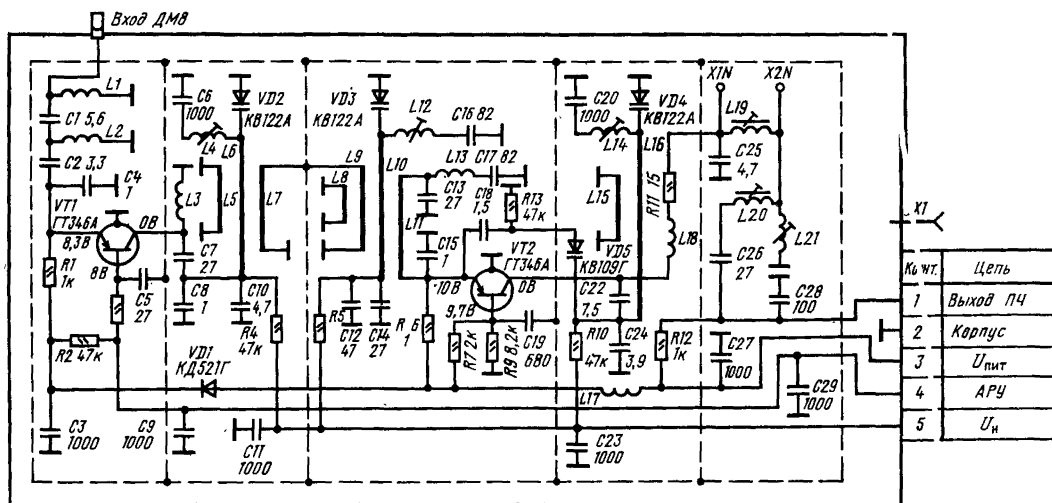 Вход ДМВ
L1
C1 5,6
L2
C2 3,3
C4
1
VT1
ГТ346А
0В
8,3В
8В
R1
1к
C5
27
R2 47к
C3
1000
C6
1000
VD2
КВ122А
L4
L6
L3
L5
C7
27
C8
1
C10
4,7
R4
47к
VD1
КД521Г
C9
1000
C11
1000
VD3
КВ122А
L7
L8
L9
L10
L12
C16 82
L13
C17 82
C13
27
C18
1,5
R13
47к
L11
C15
1
VT2
ГТ346А
10В
0В
9,7В
R5
C12
47
C14
27
R6
1
R7 2к
R9 8,2к
C19
680
L17
C20
1000
VD4
КВ122А
L14
L16
L15
VD5
КВ109Г
C22
7,5
R10
47к
C24
3,9
C23
1000
R11 15
L18
R12
1к
X1N
X2N
L19
C25
4,7
L20
L21
C26
27
C28
100
C27
1000
C29
1000
X1
Конт.
Цепь
1
Выход ПЧ
2
Корпус
3
Uпит
4
АРУ
5
Uн